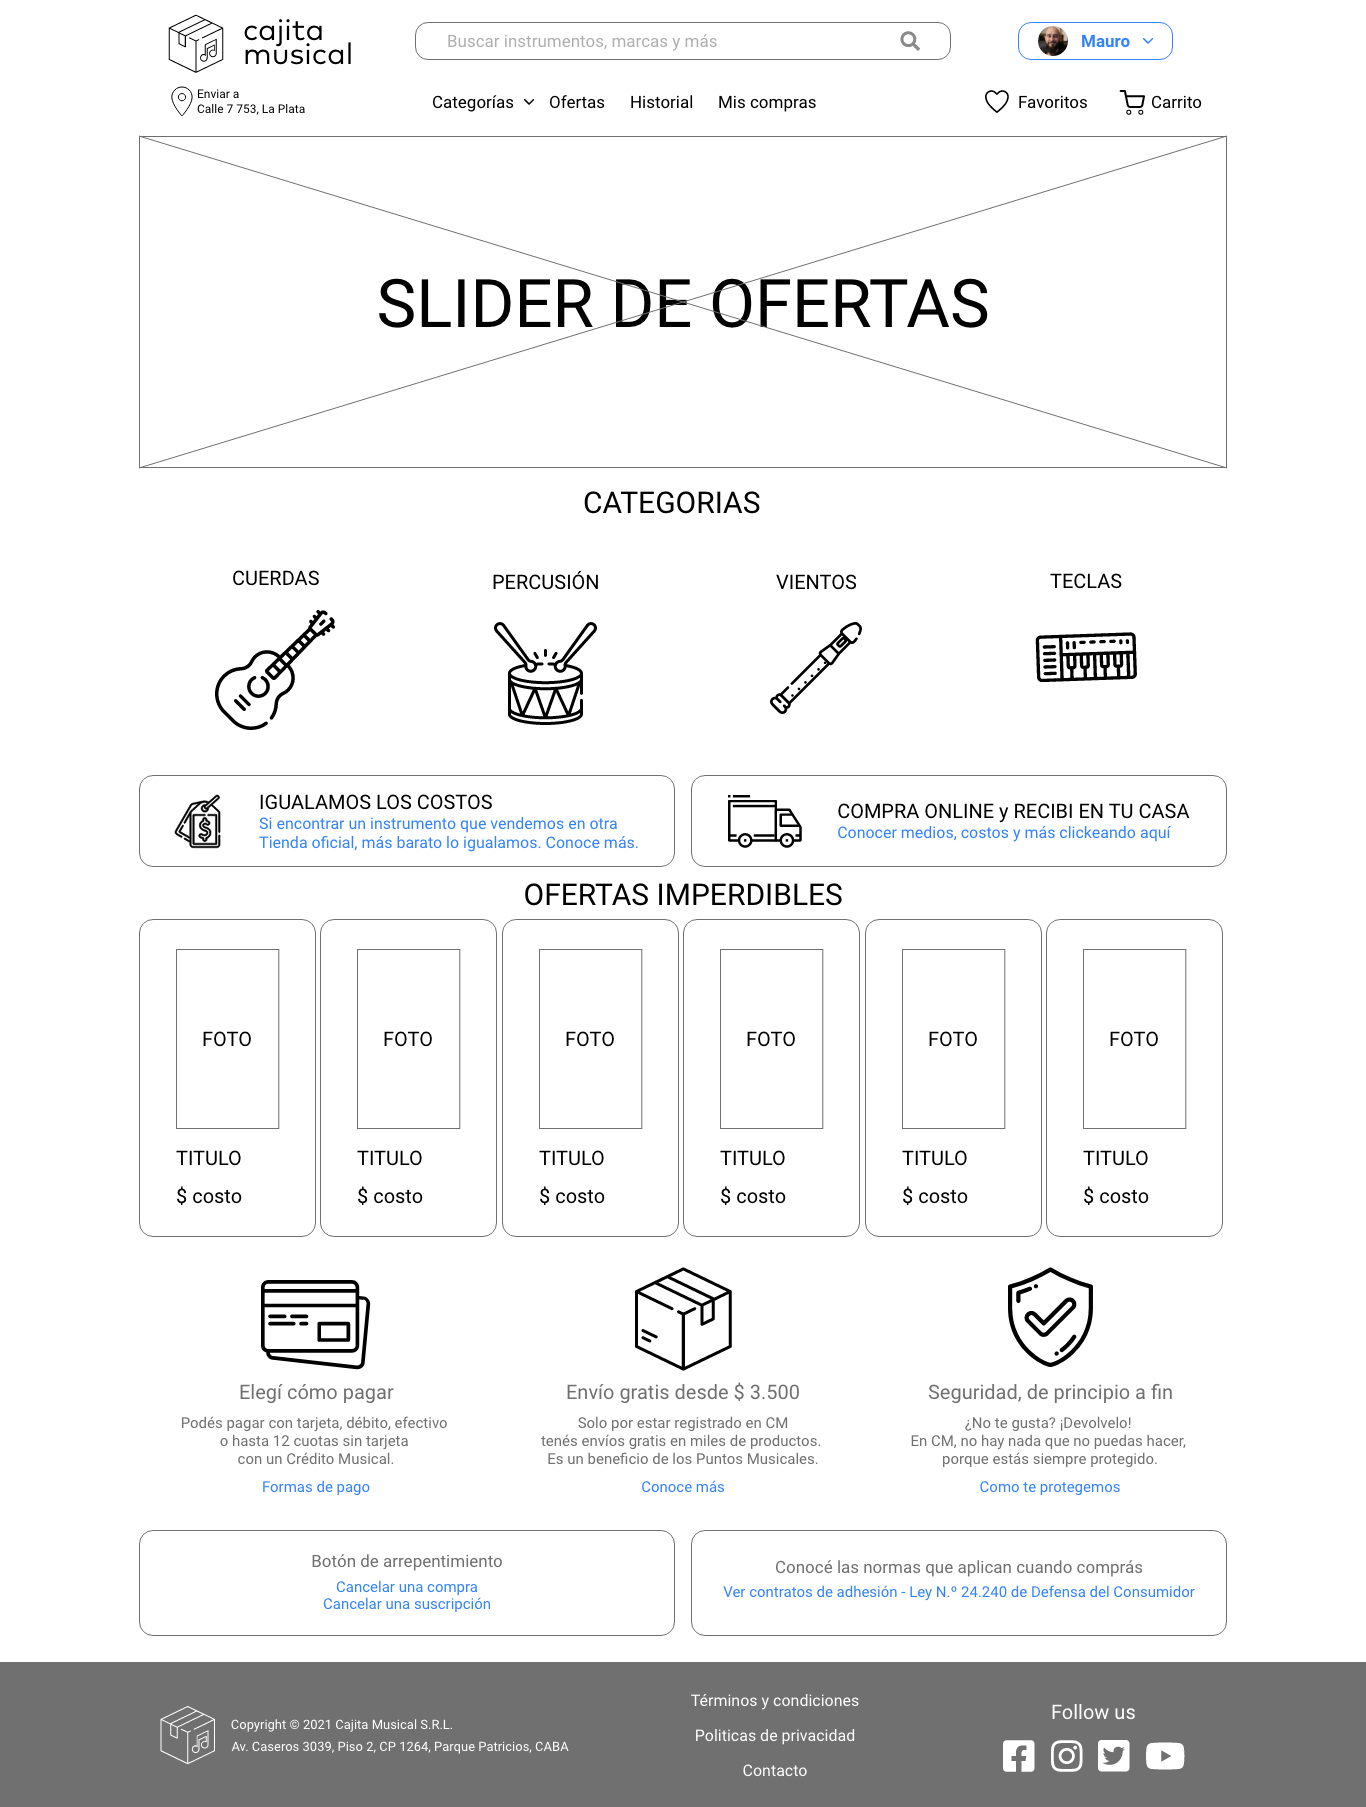 cajita
musical
Buscar instrumentos, marcas y más
Mauro
Enviar a
Calle 7 753, La Plata
Categorías
Ofertas
Historial
Mis compras
Favoritos
Carrito
SLIDER DE OFERTAS
CATEGORIAS
CUERDAS
PERCUSIÓN
VIENTOS
TECLAS
IGUALAMOS LOS COSTOS
Si encontrar un instrumento que vendemos en otra
Tienda oficial, más barato lo igualamos. Conoce más.
COMPRA ONLINE y RECIBI EN TU CASA
Conocer medios, costos y más clickeando aquí
OFERTAS IMPERDIBLES
FOTO
TITULO
$ costo
FOTO
TITULO
$ costo
FOTO
TITULO
$ costo
FOTO
TITULO
$ costo
FOTO
TITULO
$ costo
FOTO
TITULO
$ costo
Elegí cómo pagar
Podés pagar con tarjeta, débito, efectivo
o hasta 12 cuotas sin tarjeta
con un Crédito Musical.
Formas de pago
Envío gratis desde $ 3.500
Solo por estar registrado en CM
tenés envíos gratis en miles de productos.
Es un beneficio de los Puntos Musicales.
Conoce más
Seguridad, de principio a fin
¿No te gusta? ¡Devolvelo!
En CM, no hay nada que no puedas hacer,
porque estás siempre protegido.
Como te protegemos
Botón de arrepentimiento
Cancelar una compra
Cancelar una suscripción
Conocé las normas que aplican cuando comprás
Ver contratos de adhesión - Ley N.º 24.240 de Defensa del Consumidor
Copyright © 2021 Cajita Musical S.R.L.
Av. Caseros 3039, Piso 2, CP 1264, Parque Patricios, CABA
Términos y condiciones
Politicas de privacidad
Contacto
Follow us